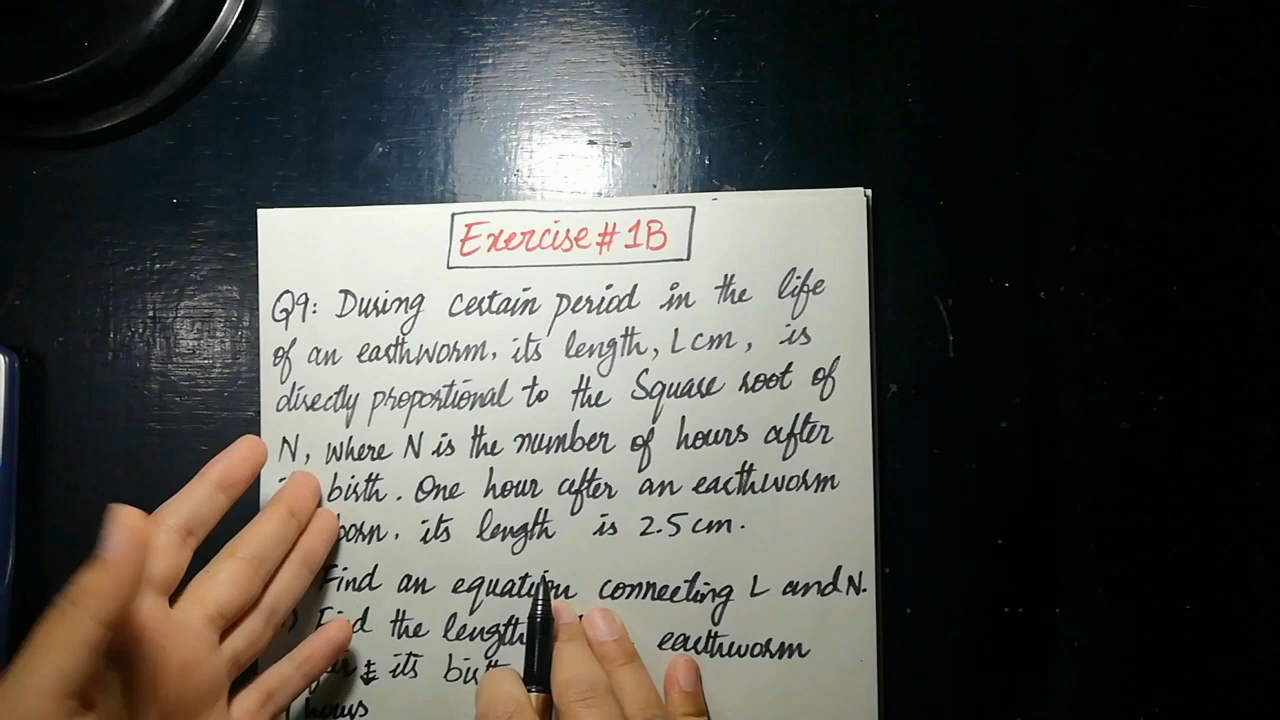 Exercise # 1B
Q9: During certain period in the life
of an earthworm, its length, L cm, is
directly proportional to the Square root of
N, where N is the number of hours after
birth. One hour after an earthworm
born, its length is 2.5 cm.
Find an equation connecting L and N.
Find the length earthworm
its birth
hours